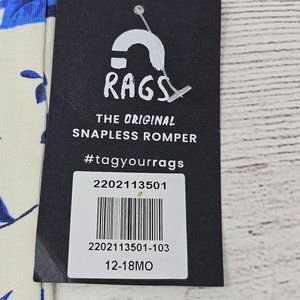 RAGS
THE ORIGINAL
SNAPLESS ROMPER
#tagyourrags
2202113501
2202113501-103
12-18MO